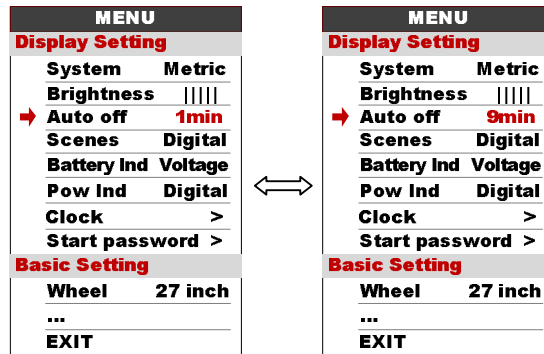 MENU
Display Setting
System Metric
Brightness |||||
Auto off 1min
Scenes Digital
Battery Ind Voltage
Pow Ind Digital
Clock >
Start password >
Basic Setting
Wheel 27 inch
...
EXIT
MENU
Display Setting
System Metric
Brightness |||||
Auto off 9min
Scenes Digital
Battery Ind Voltage
Pow Ind Digital
Clock >
Start password >
Basic Setting
Wheel 27 inch
...
EXIT